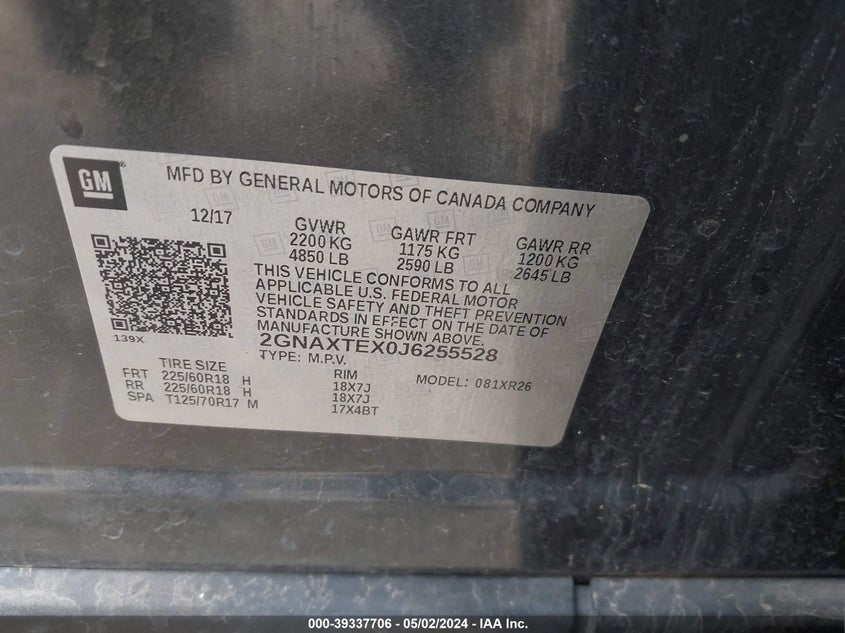 GM
MFD BY GENERAL MOTORS OF CANADA COMPANY
12/17
GVWR
2200 KG
4850 LB
GAWR FRT
1175 KG
2590 LB
GAWR RR
1200 KG
2645 LB
THIS VEHICLE CONFORMS TO ALL
APPLICABLE U.S. FEDERAL MOTOR
VEHICLE SAFETY AND THEFT PREVENTION
STANDARDS IN EFFECT ON THE DATE OF
MANUFACTURE SHOWN ABOVE.
2GNAXTEX0J6255528
TYPE: M.P.V.
139X
TIRE SIZE
RIM
FRT 225/60R18 H 18X7J
RR 225/60R18 H 18X7J
SPA T125/70R17 M 17X4BT
MODEL: 081XR26
000-39337706 - 05/02/2024 - IAA Inc.